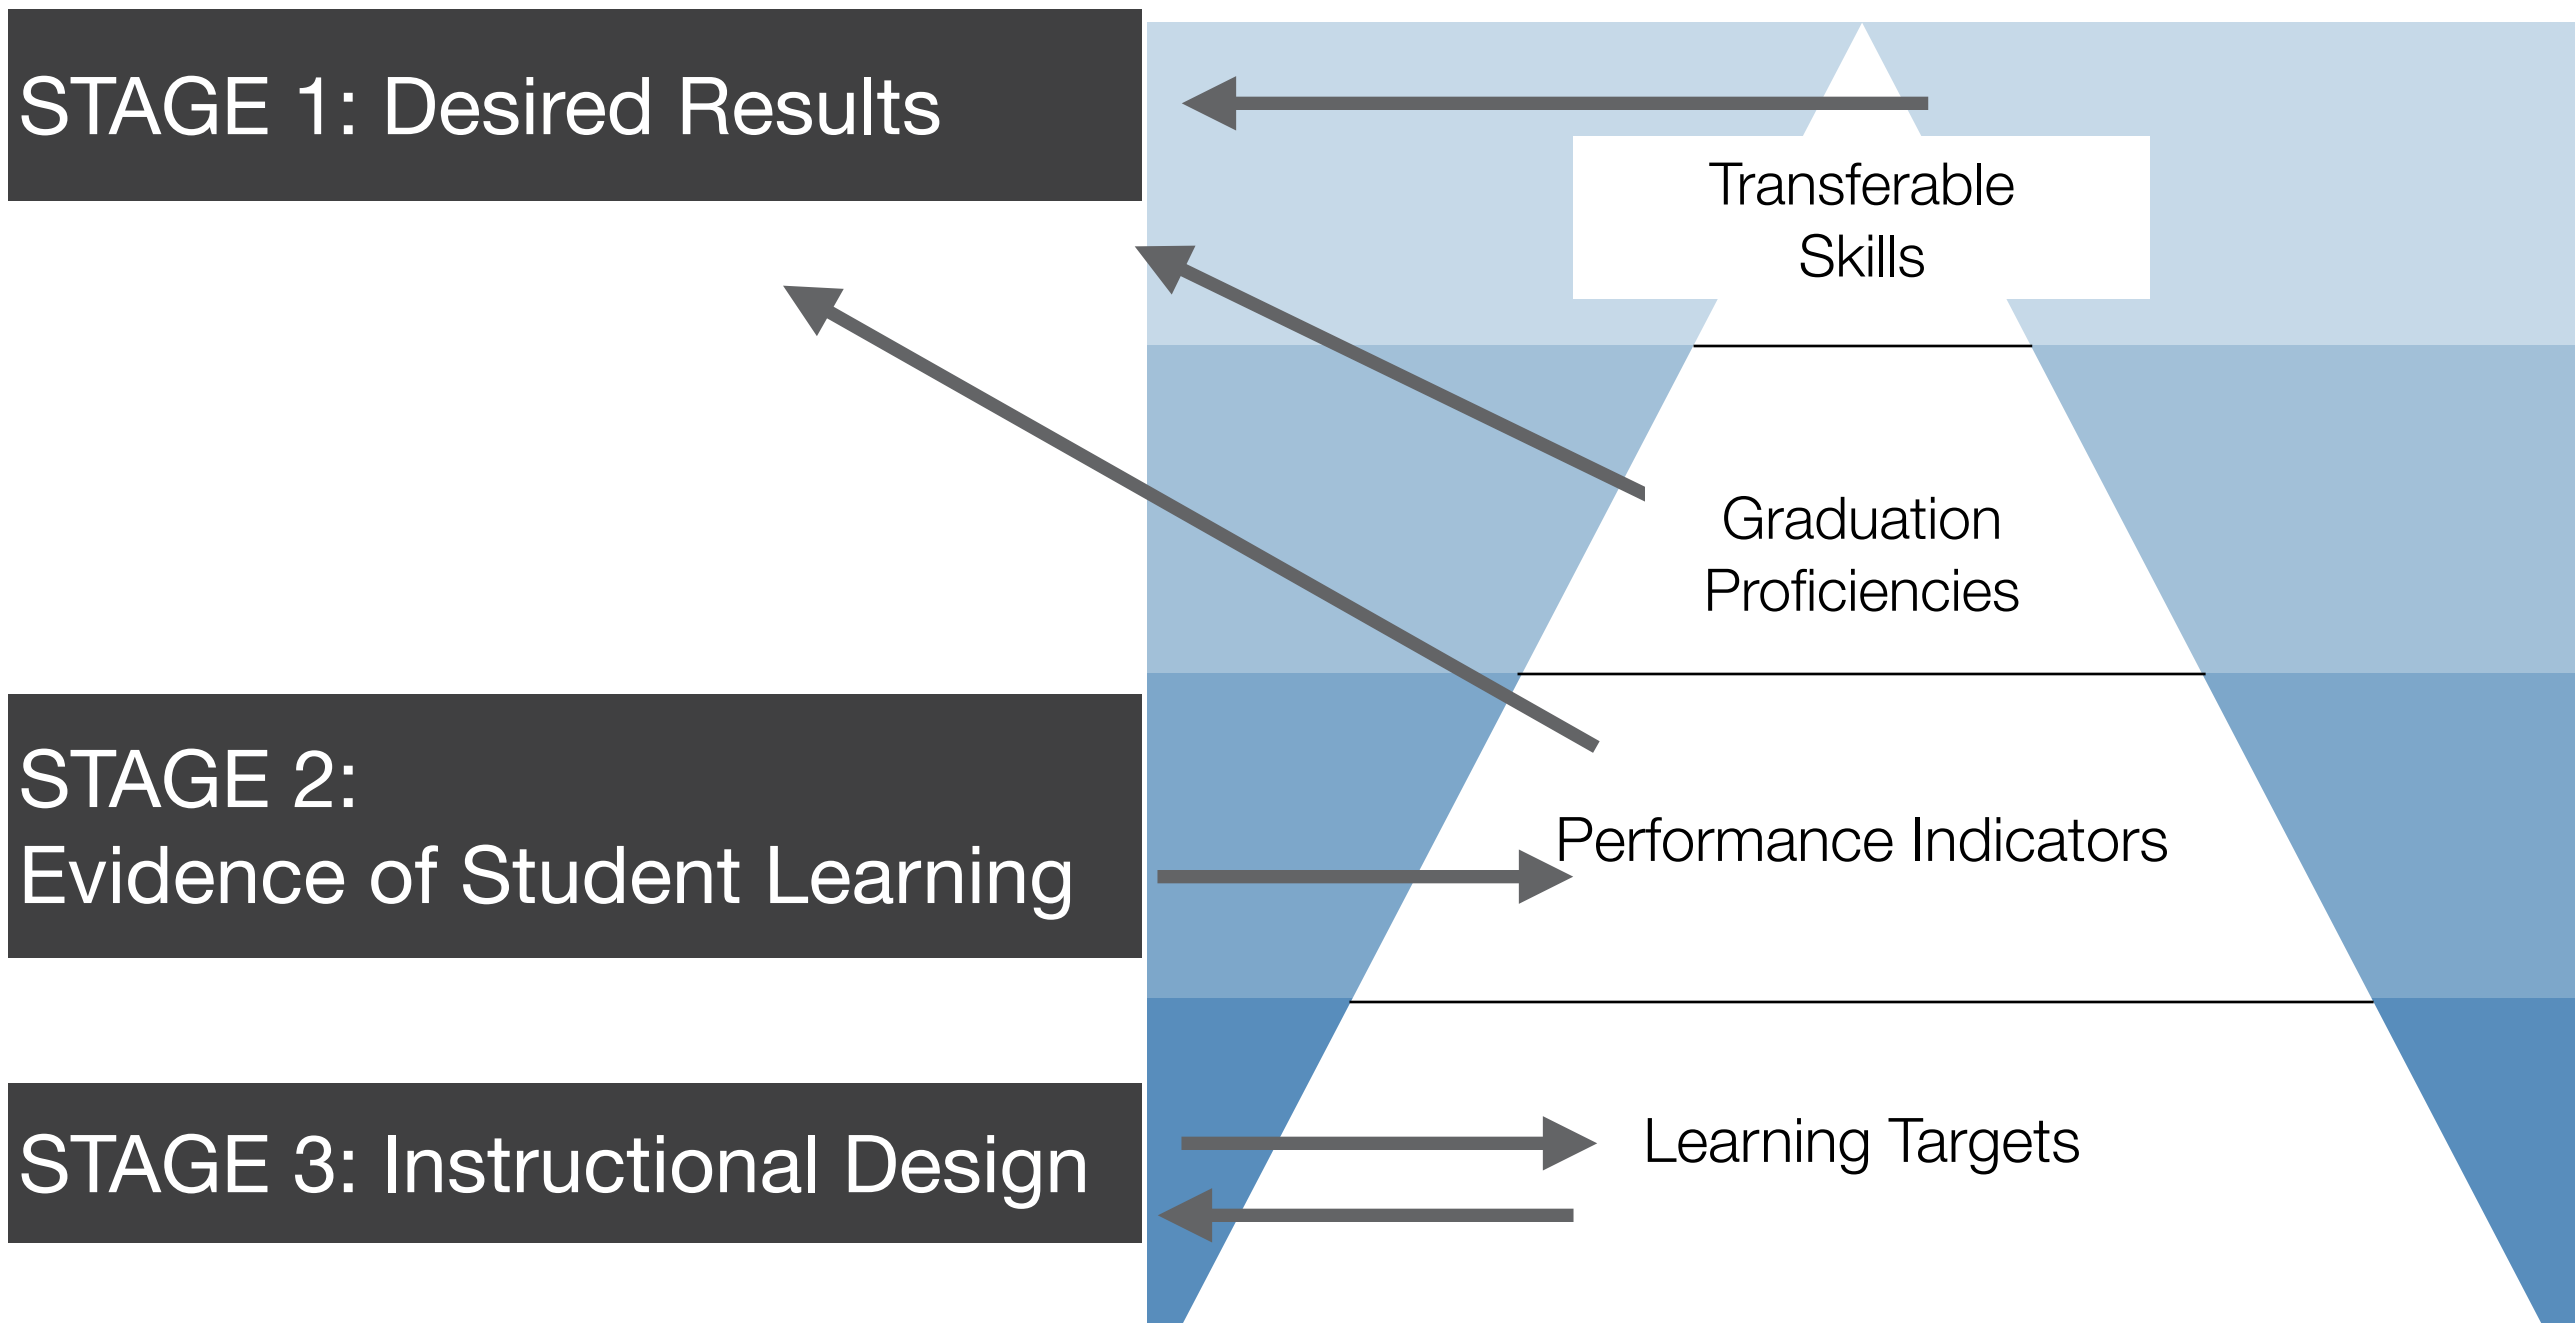 STAGE 1: Desired Results
Transferable
Skills
Graduation
Proficiencies
STAGE 2:
Evidence of Student Learning
Performance Indicators
STAGE 3: Instructional Design
Learning Targets